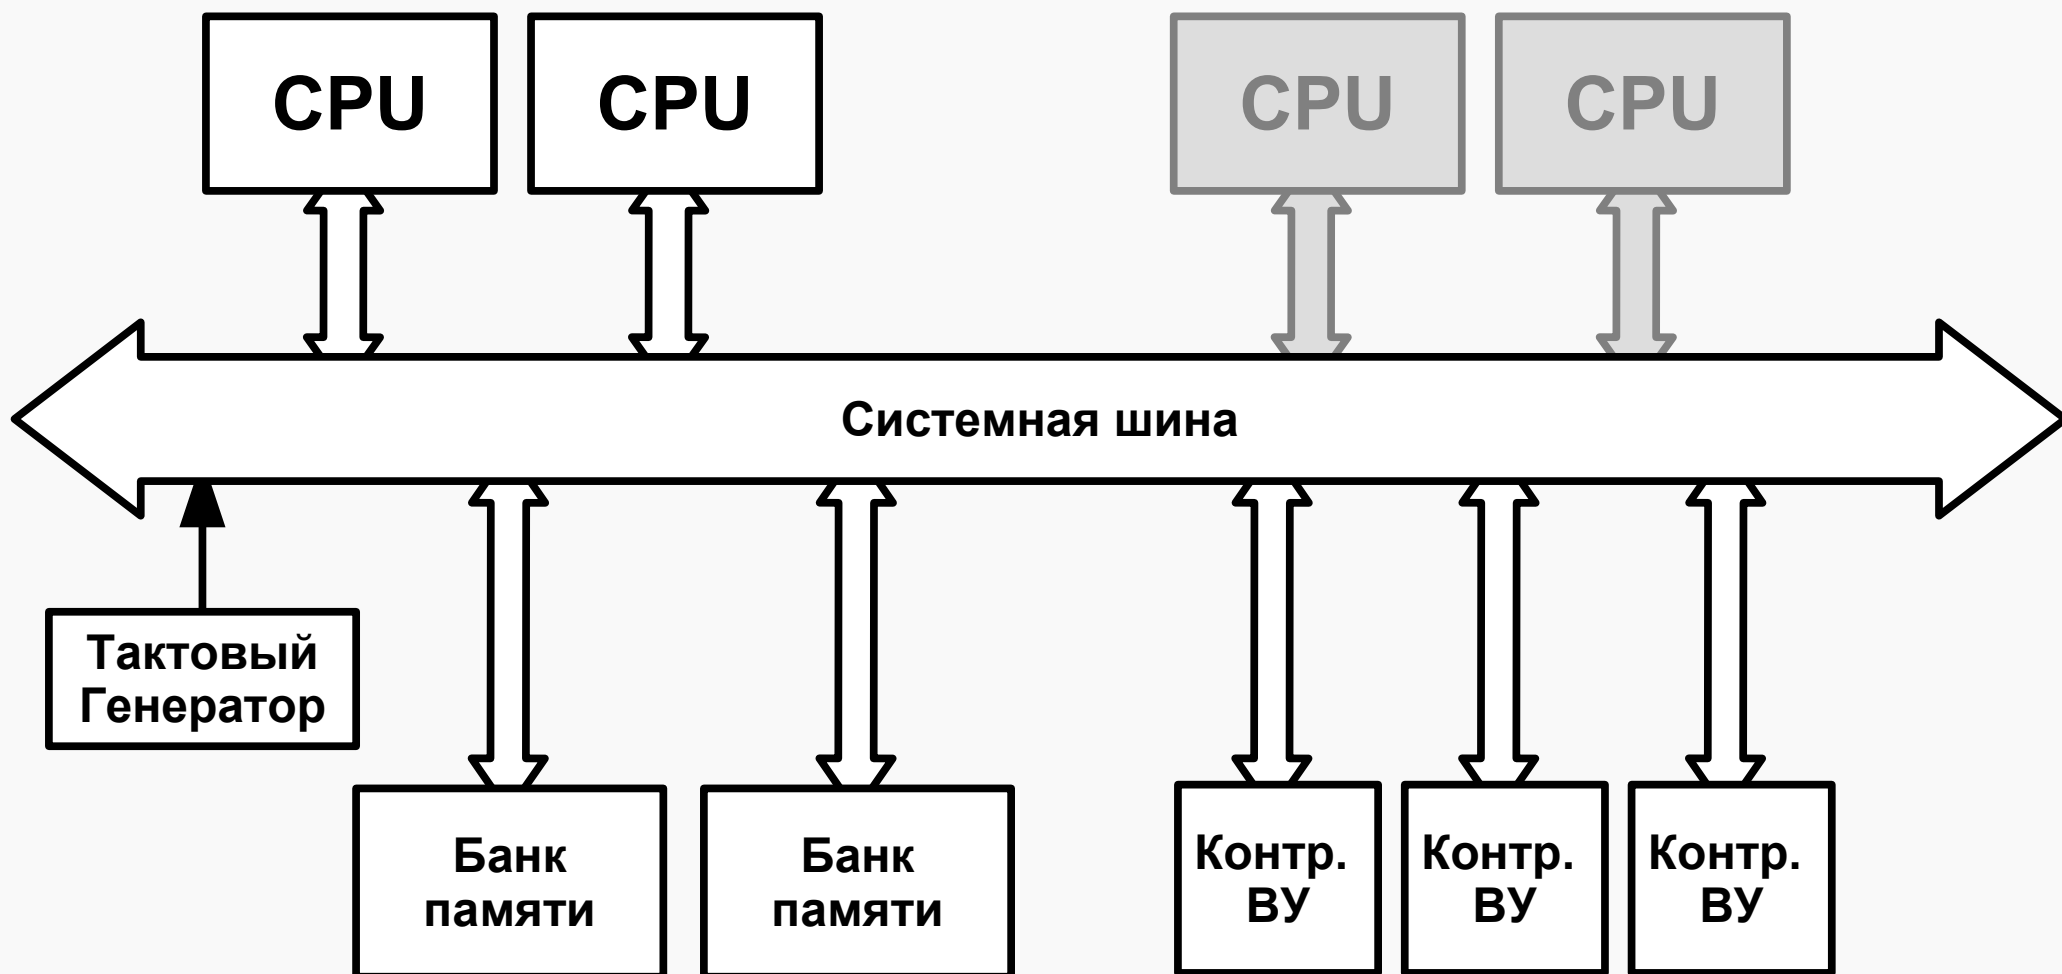 CPU
CPU
CPU
CPU
Системная шина
Тактовый
Генератор
Банк
памяти
Банк
памяти
Контр.
ВУ
Контр.
ВУ
Контр.
ВУ